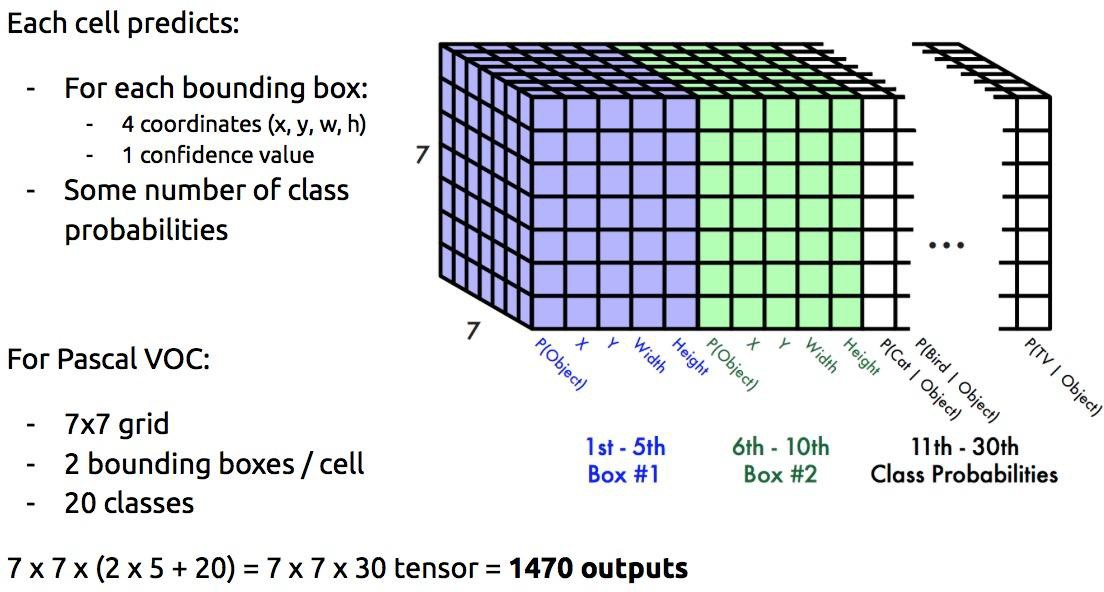 Each cell predicts:
- For each bounding box:
- 4 coordinates (x, y, w, h)
- 1 confidence value
- Some number of class
probabilities
For Pascal VOC:
- 7x7 grid
- 2 bounding boxes / cell
- 20 classes
7 x 7 x (2 x 5 + 20) = 7 x 7 x 30 tensor = 1470 outputs
7
7
...
P(Object)
X
Y
Width
Height
P(Object)
X
Y
Width
Height
P(Cat | Object)
P(Bird | Object)
P(TV | Object)
1st - 5th
Box #1
6th - 10th
Box #2
11th - 30th
Class Probabilities